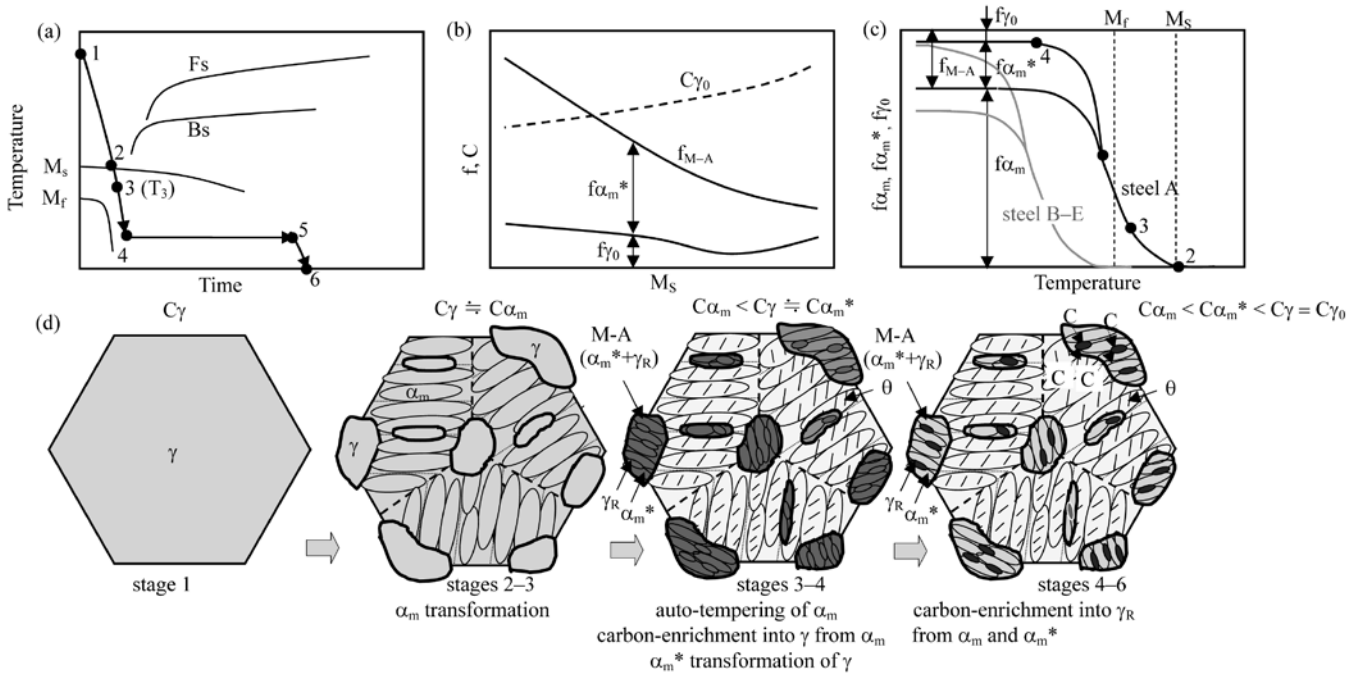 (a)
1
Fs
Bs
2
Ms
3 (T3)
Mf
4
5
6
Temperature
Time
(b)
Cγ0
fM–A
fαm*
fγ0
f, C
MS
(c)
fγ0
Mf
MS
4
fM–A
fαm*
fαm
steel A
steel B–E
3
2
fαm, fαm*, fγ0
Temperature
(d)
Cγ
γ
stage 1
Cγ ≒ Cαm
γ
αm
γ
stages 2–3
αm transformation
Cαm < Cγ ≒ Cαm*
M-A
(αm*+γR)
θ
γR
αm*
stages 3–4
auto-tempering of αm
carbon-enrichment into γ from αm
αm* transformation of γ
Cαm < Cαm* < Cγ = Cγ0
M-A
(αm*+γR)
C C
C C
θ
γR
αm*
stages 4–6
carbon-enrichment into γR
from αm and αm*